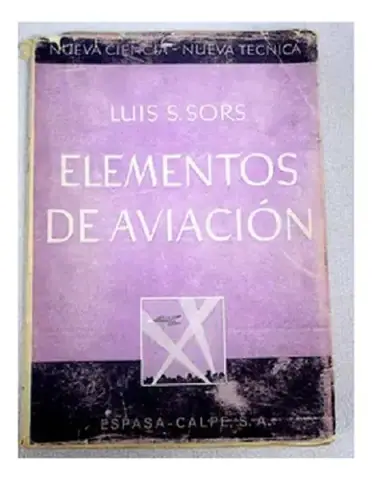 NUEVA CIENCIA - NUEVA TECNICA
LUIS S. SORS
ELEMENTOS
DE AVIACIÓN
ESPASA-CALPE, S. A.